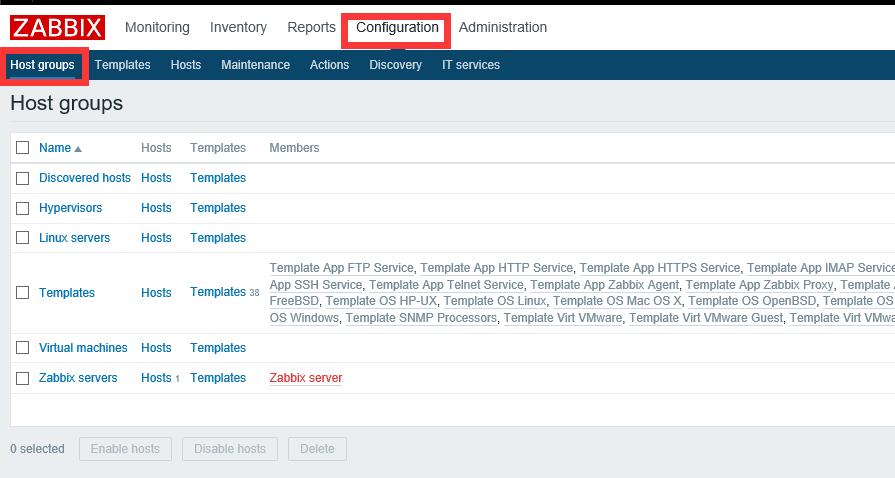 ZABBIX Monitoring Inventory Reports Configuration Administration
Host groups Templates Hosts Maintenance Actions Discovery IT services
Host groups
Name Hosts Templates Members
Discovered hosts Hosts Templates
Hypervisors Hosts Templates
Linux servers Hosts Templates
Template App FTP Service, Template App HTTP Service, Template App HTTPS Service, Template App IMAP Service
App SSH Service, Template App Telnet Service, Template App Zabbix Agent, Template App Zabbix Proxy, Template
Templates Hosts Templates 38
FreeBSD, Template OS HP-UX, Template OS Linux, Template OS Mac OS X, Template OS OpenBSD, Template OS
OS Windows, Template SNMP Processors, Template Virt VMware, Template Virt VMware Guest, Template Virt
Virtual machines Hosts Templates
Zabbix servers Hosts 1 Templates Zabbix server
0 selected Enable hosts Disable hosts Delete